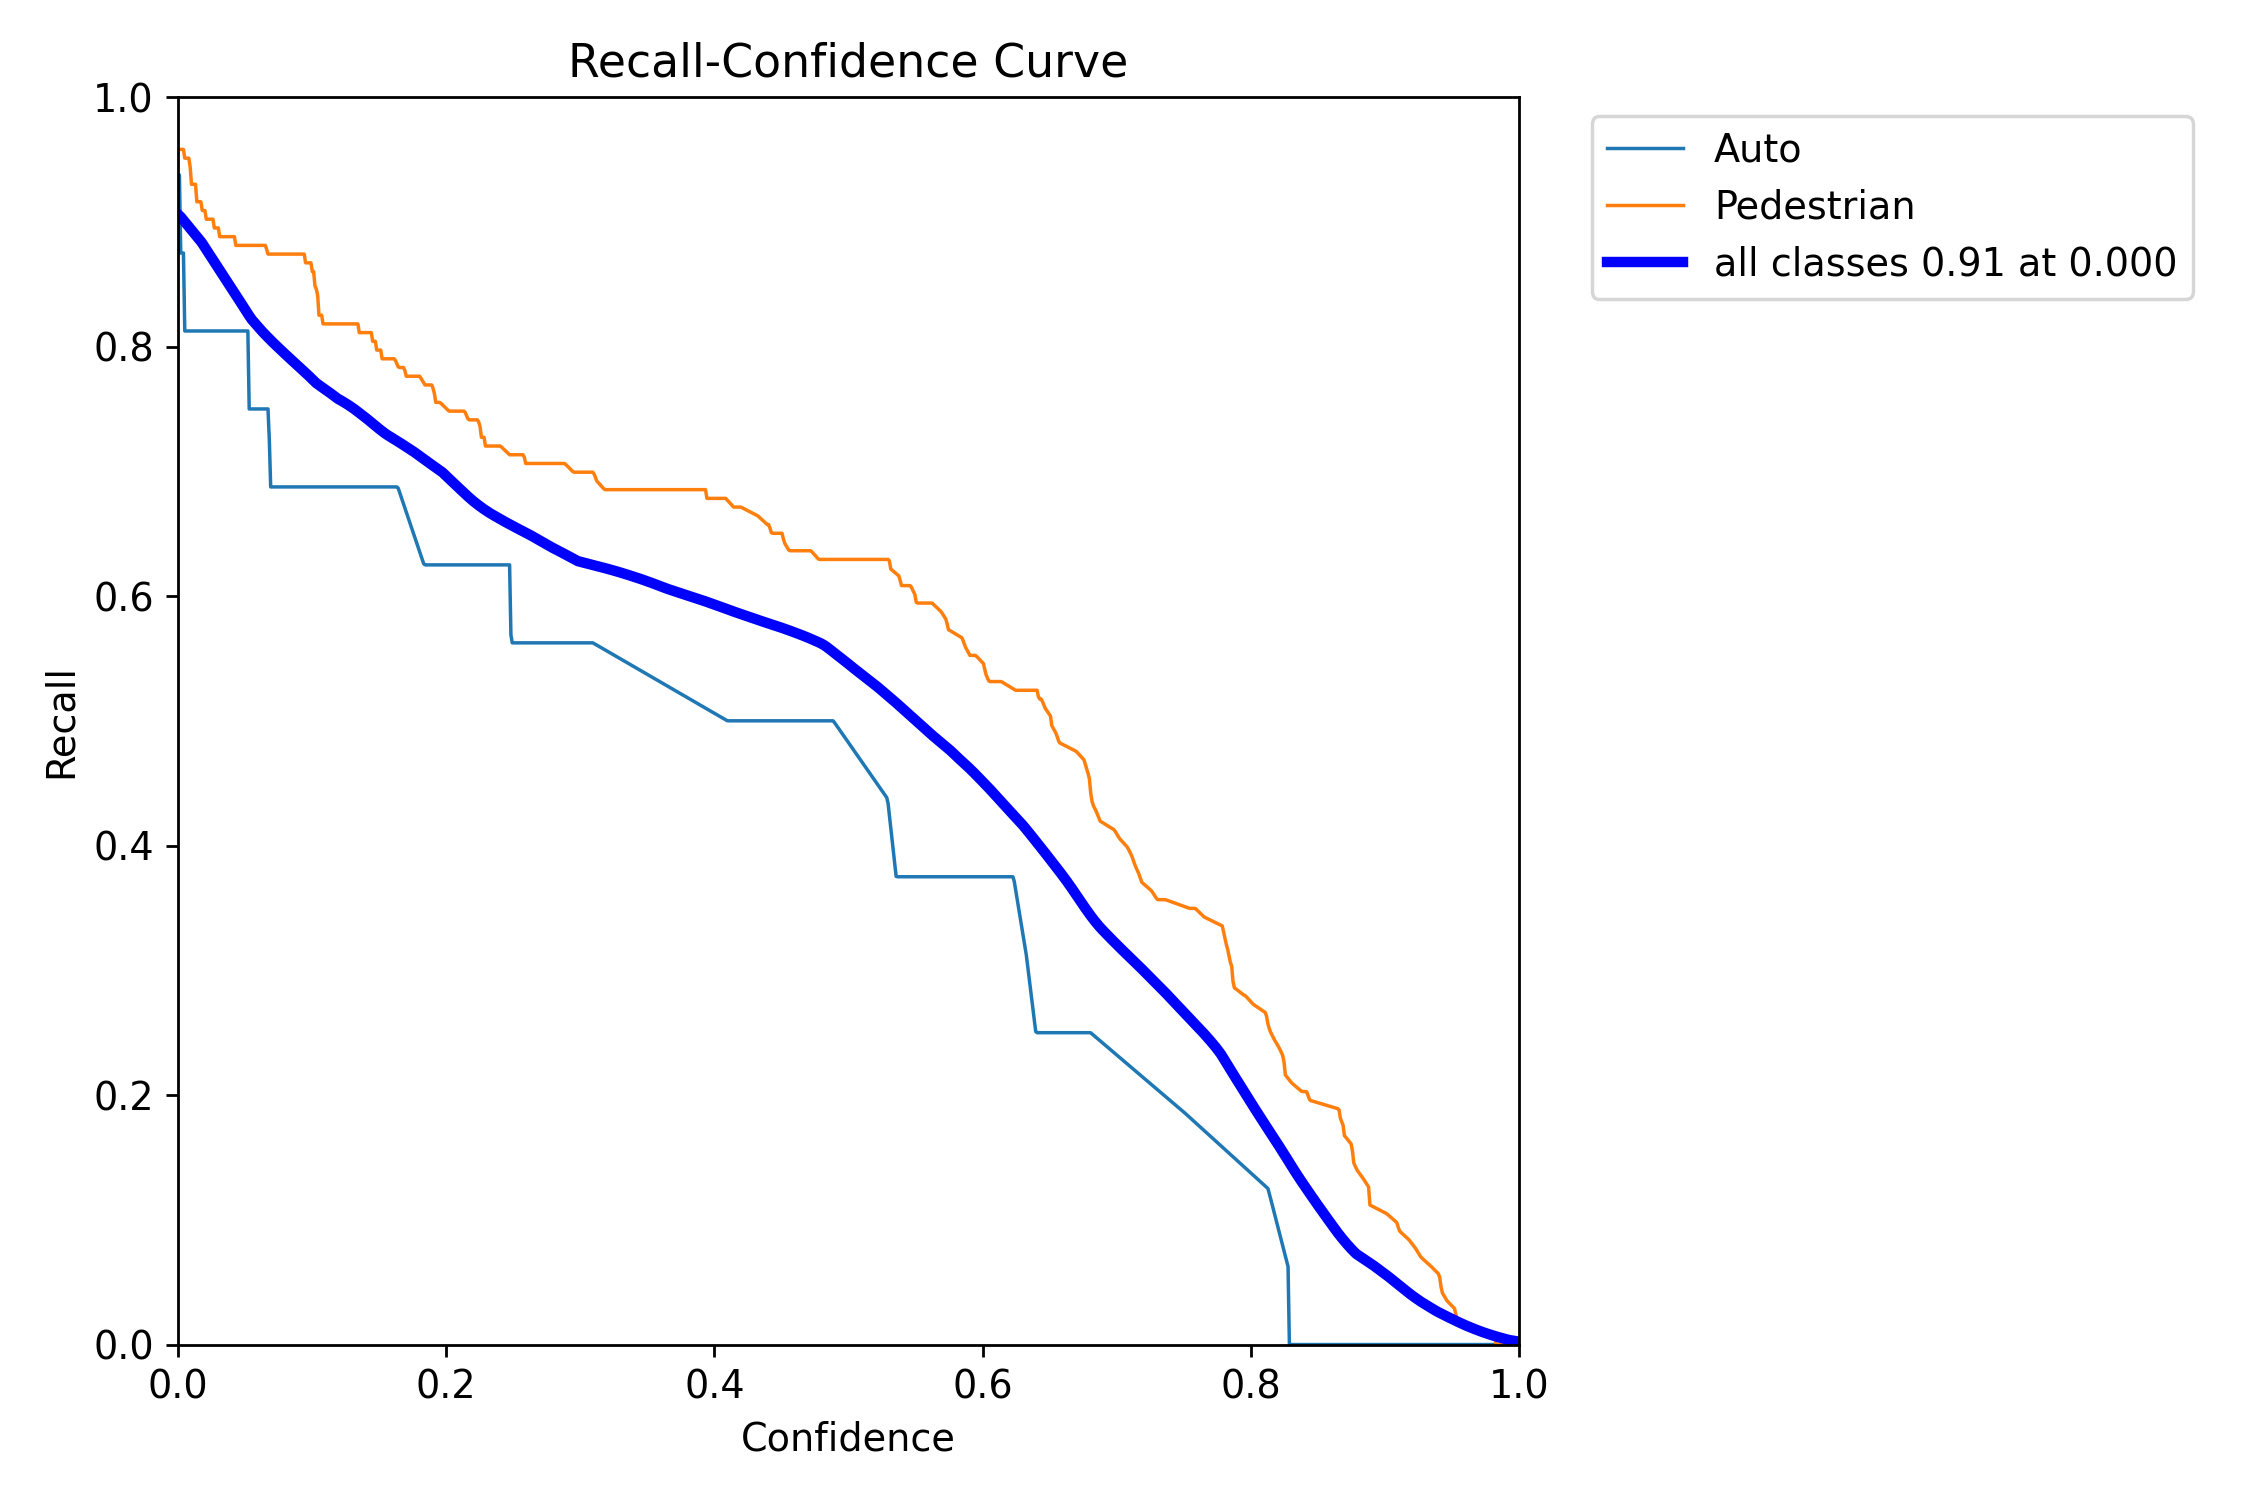 Recall-Confidence Curve
1.0
0.8
0.6
0.4
0.2
0.0
Recall
0.0 0.2 0.4 0.6 0.8 1.0
Confidence
Auto
Pedestrian
all classes 0.91 at 0.000